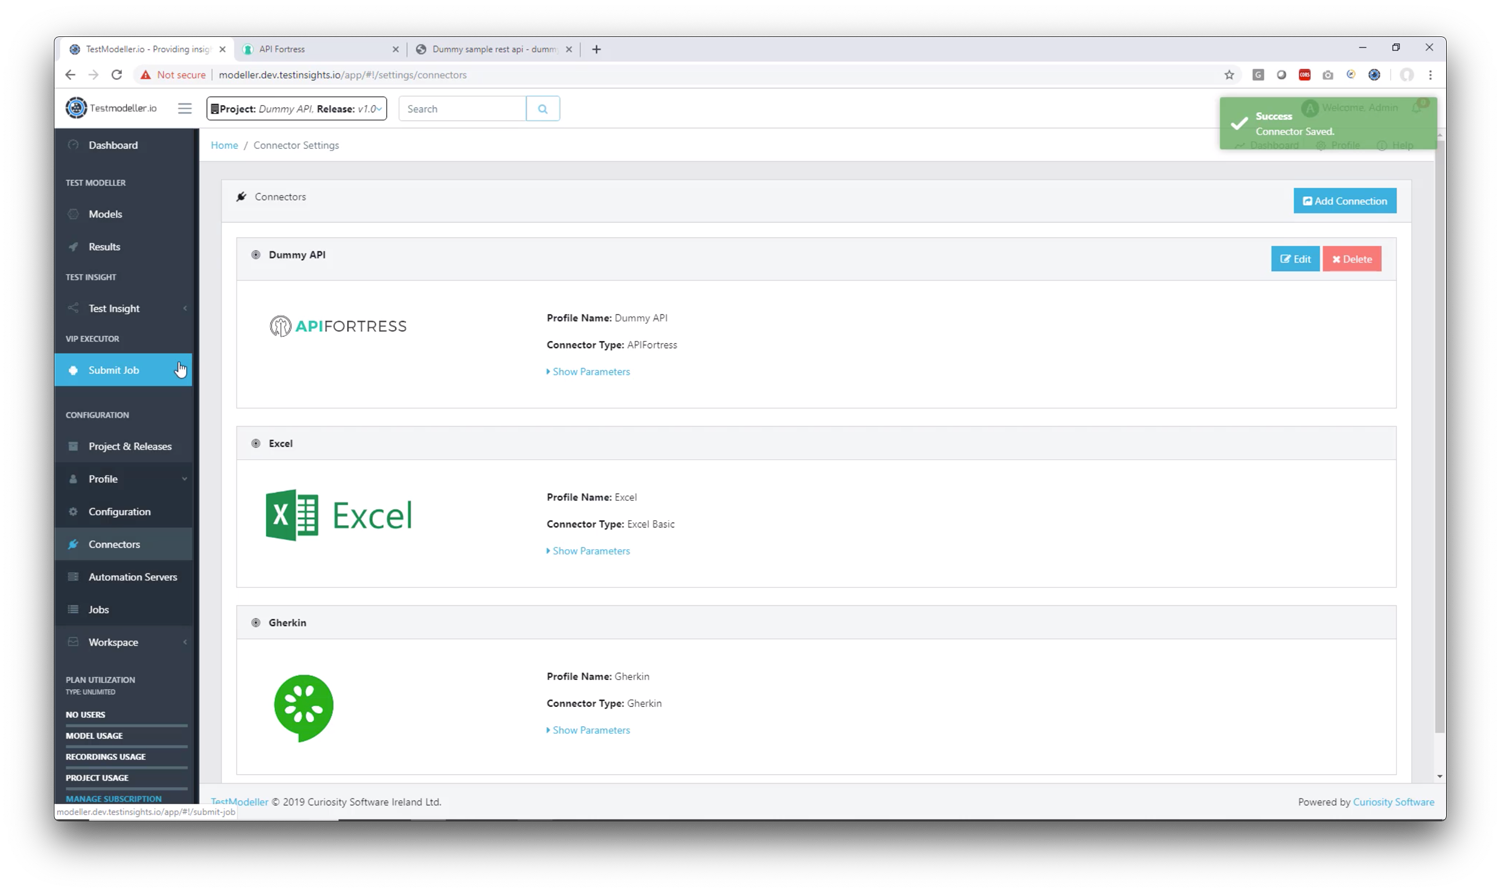 TestModeller.io - Providing insig
API Fortress
Dummy sample rest api - dumm
Not secure | modeller.dev.testinsights.io/app/#!/settings/connectors
Testmodeller.io
Project: Dummy API, Release: v1.0
Search
Welcome, Admin
Success
Connector Saved.
Dashboard
Profile
Help
Home / Connector Settings
Dashboard
TEST MODELLER
Models
Results
TEST INSIGHT
Test Insight
VIP EXECUTOR
Submit Job
CONFIGURATION
Project & Releases
Profile
Configuration
Connectors
Automation Servers
Jobs
Workspace
PLAN UTILIZATION
TYPE: UNLIMITED
NO USERS
MODEL USAGE
RECORDINGS USAGE
PROJECT USAGE
MANAGE SUBSCRIPTION
modeller.dev.testinsights.io/app/#!/submit-job
Connectors
Add Connection
Dummy API
Edit
Delete
APIFORTRESS
Profile Name: Dummy API
Connector Type: APIFortress
Show Parameters
Excel
Excel
Profile Name: Excel
Connector Type: Excel Basic
Show Parameters
Gherkin
Profile Name: Gherkin
Connector Type: Gherkin
Show Parameters
TestModeller © 2019 Curiosity Software Ireland Ltd.
Powered by Curiosity Software